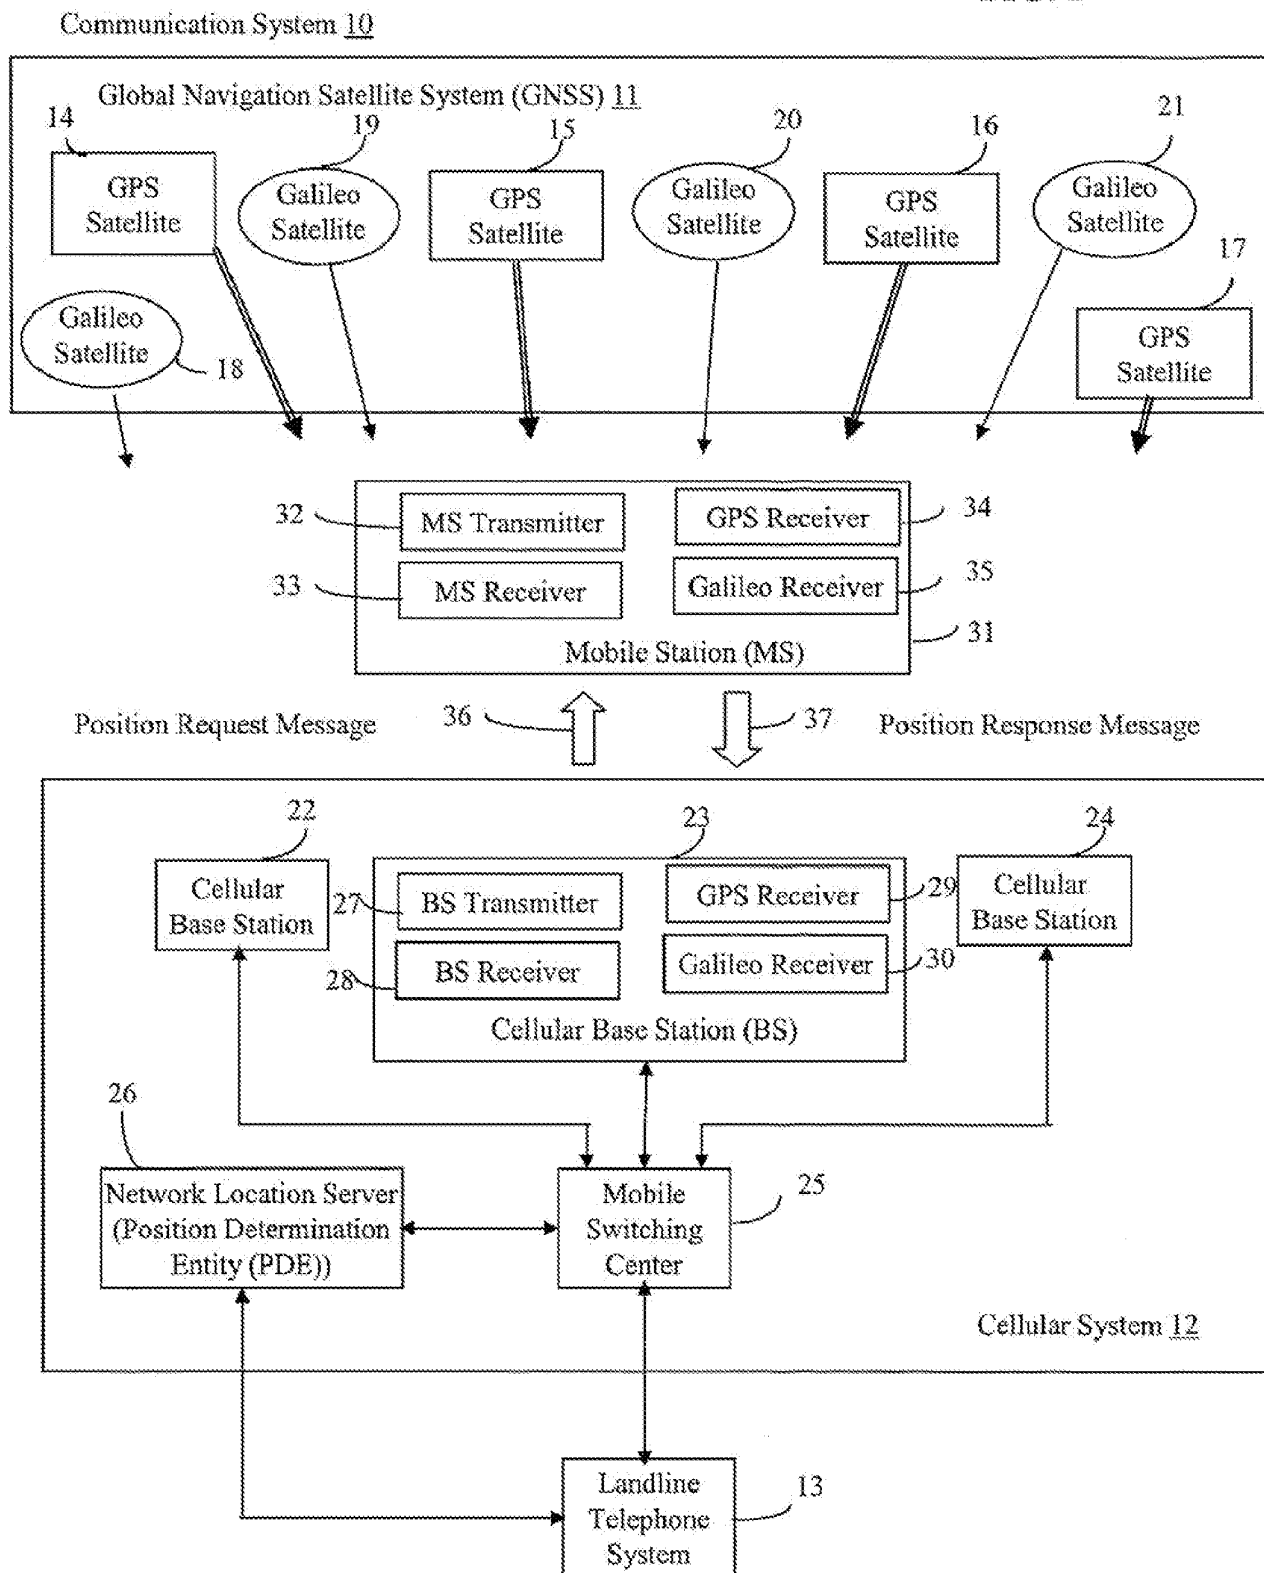 Communication System 10
Global Navigation Satellite System (GNSS) 11
14
19
15
20
16
21
GPS
Satellite
Galileo
Satellite
GPS
Satellite
Galileo
Satellite
GPS
Satellite
Galileo
Satellite
17
Galileo
Satellite
18
GPS
Satellite
32
MS Transmitter
GPS Receiver
34
33
MS Receiver
Galileo Receiver
35
Mobile Station (MS)
31
Position Request Message
36
37
Position Response Message
22
23
24
Cellular
Base Station
27
BS Transmitter
GPS Receiver
29
Cellular
Base Station
28
BS Receiver
Galileo Receiver
30
Cellular Base Station (BS)
26
Network Location Server
(Position Determination
Entity (PDE))
Mobile
Switching
Center
25
Cellular System 12
Landline
Telephone
System
13